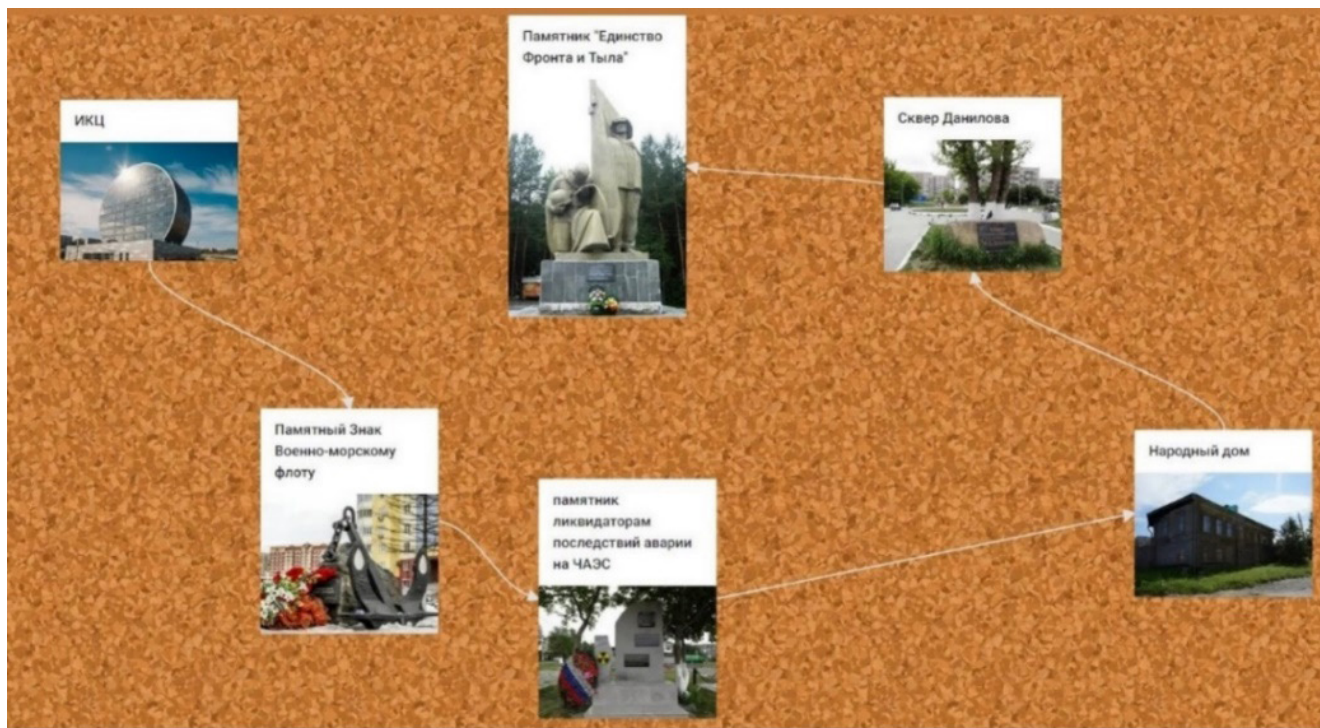 Памятник "Единство
Фронта и Тыла"
ИКЦ
Сквер Данилова
Памятный Знак
Военно-морскому
флоту
памятник
ликвидаторам
последствий аварии
на ЧАЭС
Народный дом